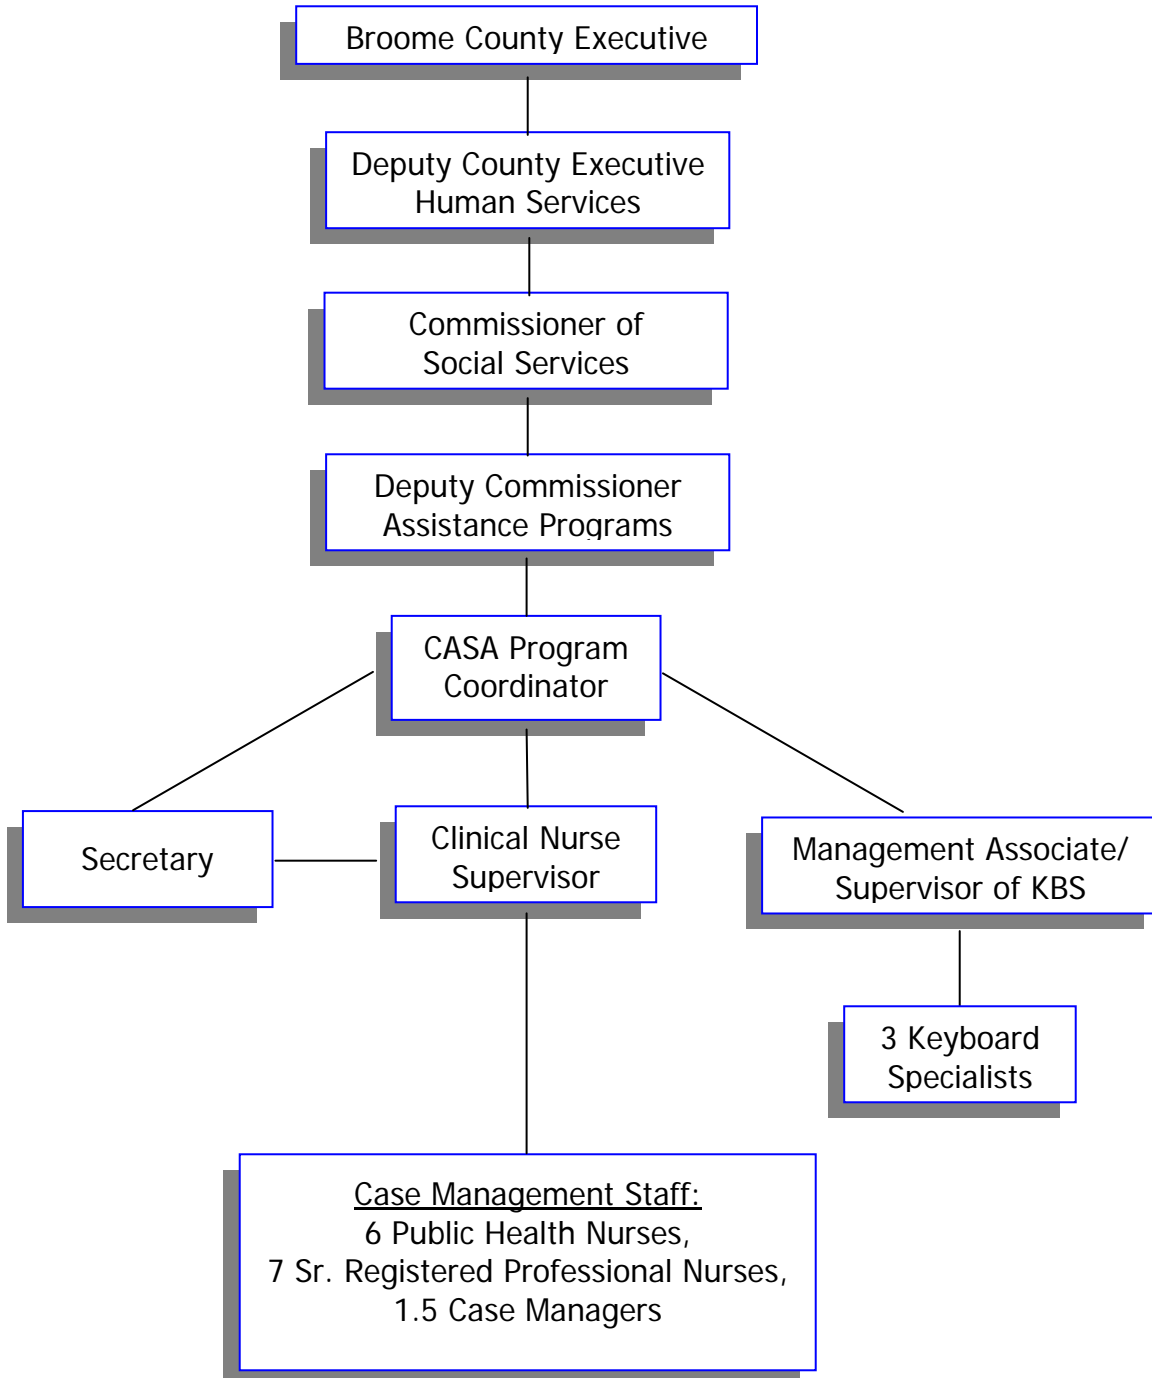 Broome County Executive
Deputy County Executive
Human Services
Commissioner of
Social Services
Deputy Commissioner
Assistance Programs
CASA Program
Coordinator
Secretary
Clinical Nurse
Supervisor
Management Associate/
Supervisor of KBS
3 Keyboard
Specialists
Case Management Staff:
6 Public Health Nurses,
7 Sr. Registered Professional Nurses,
1.5 Case Managers